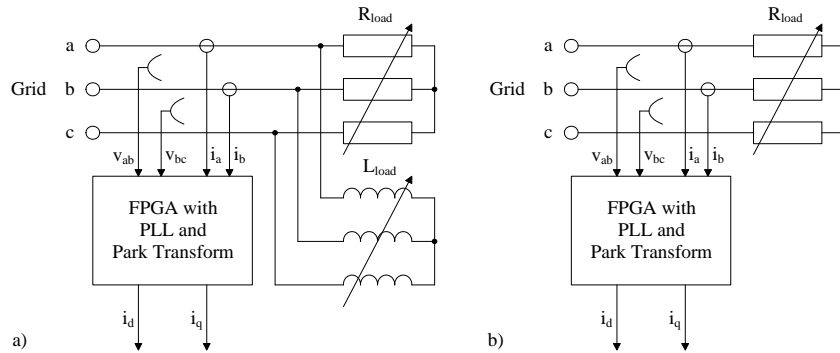 R_load
a
Grid b
c
v_ab v_bc i_a i_b
L_load
FPGA with
PLL and
Park Transform
i_d i_q
a)
R_load
a
Grid b
c
v_ab v_bc i_a i_b
FPGA with
PLL and
Park Transform
i_d i_q
b)